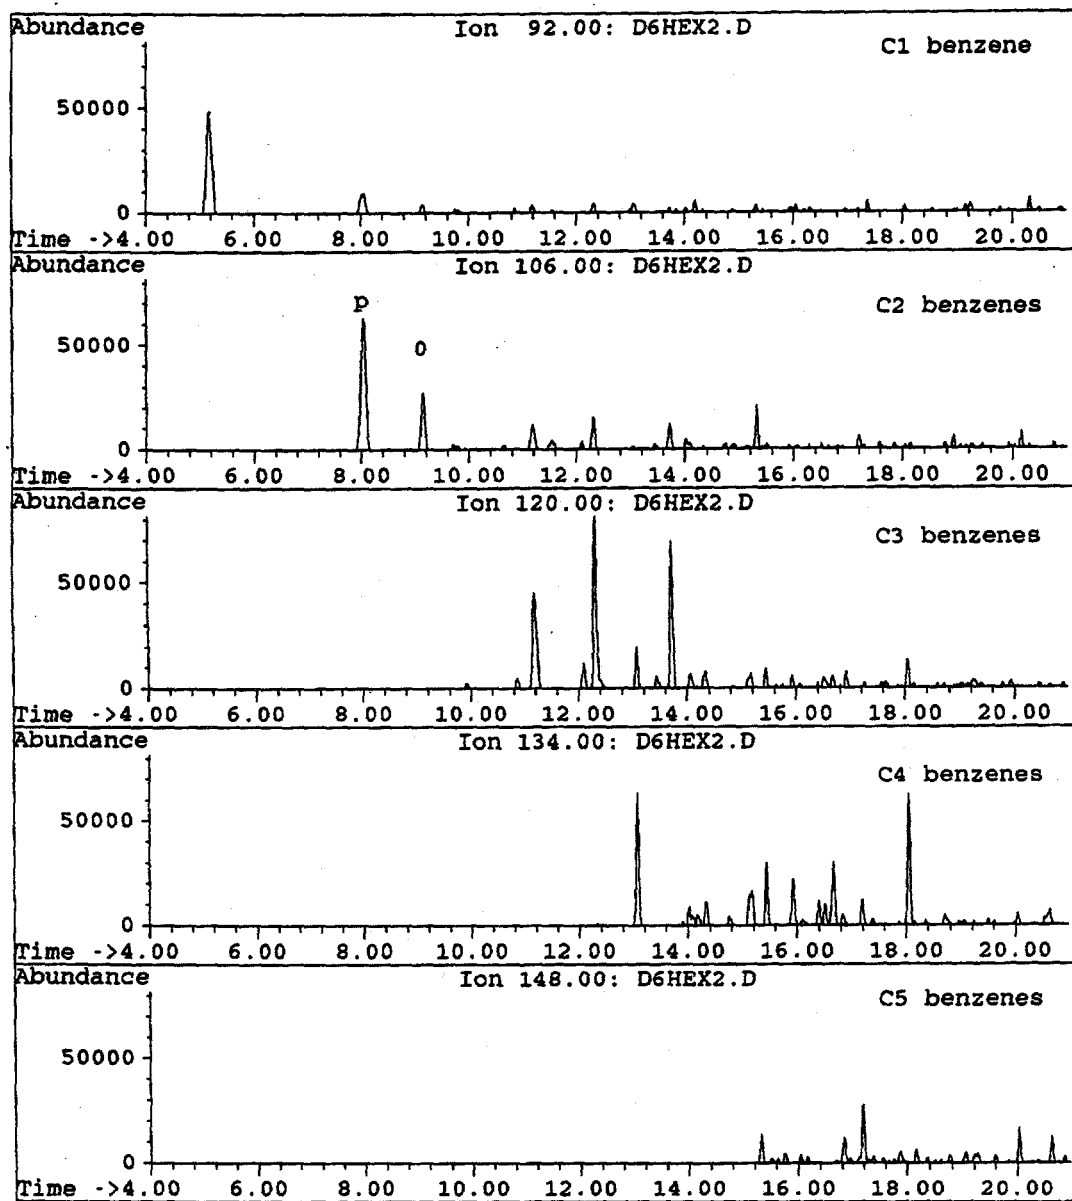 Abundance Ion 92.00: D6HEX2.D
C1 benzene
50000
0
Time ->4.00 6.00 8.00 10.00 12.00 14.00 16.00 18.00 20.00
Abundance Ion 106.00: D6HEX2.D
p C2 benzenes
50000 0
0
Time ->4.00 6.00 8.00 10.00 12.00 14.00 16.00 18.00 20.00
Abundance Ion 120.00: D6HEX2.D
C3 benzenes
50000
0
Time ->4.00 6.00 8.00 10.00 12.00 14.00 16.00 18.00 20.00
Abundance Ion 134.00: D6HEX2.D
C4 benzenes
50000
0
Time ->4.00 6.00 8.00 10.00 12.00 14.00 16.00 18.00 20.00
Abundance Ion 148.00: D6HEX2.D
C5 benzenes
50000
0
Time ->4.00 6.00 8.00 10.00 12.00 14.00 16.00 18.00 20.00